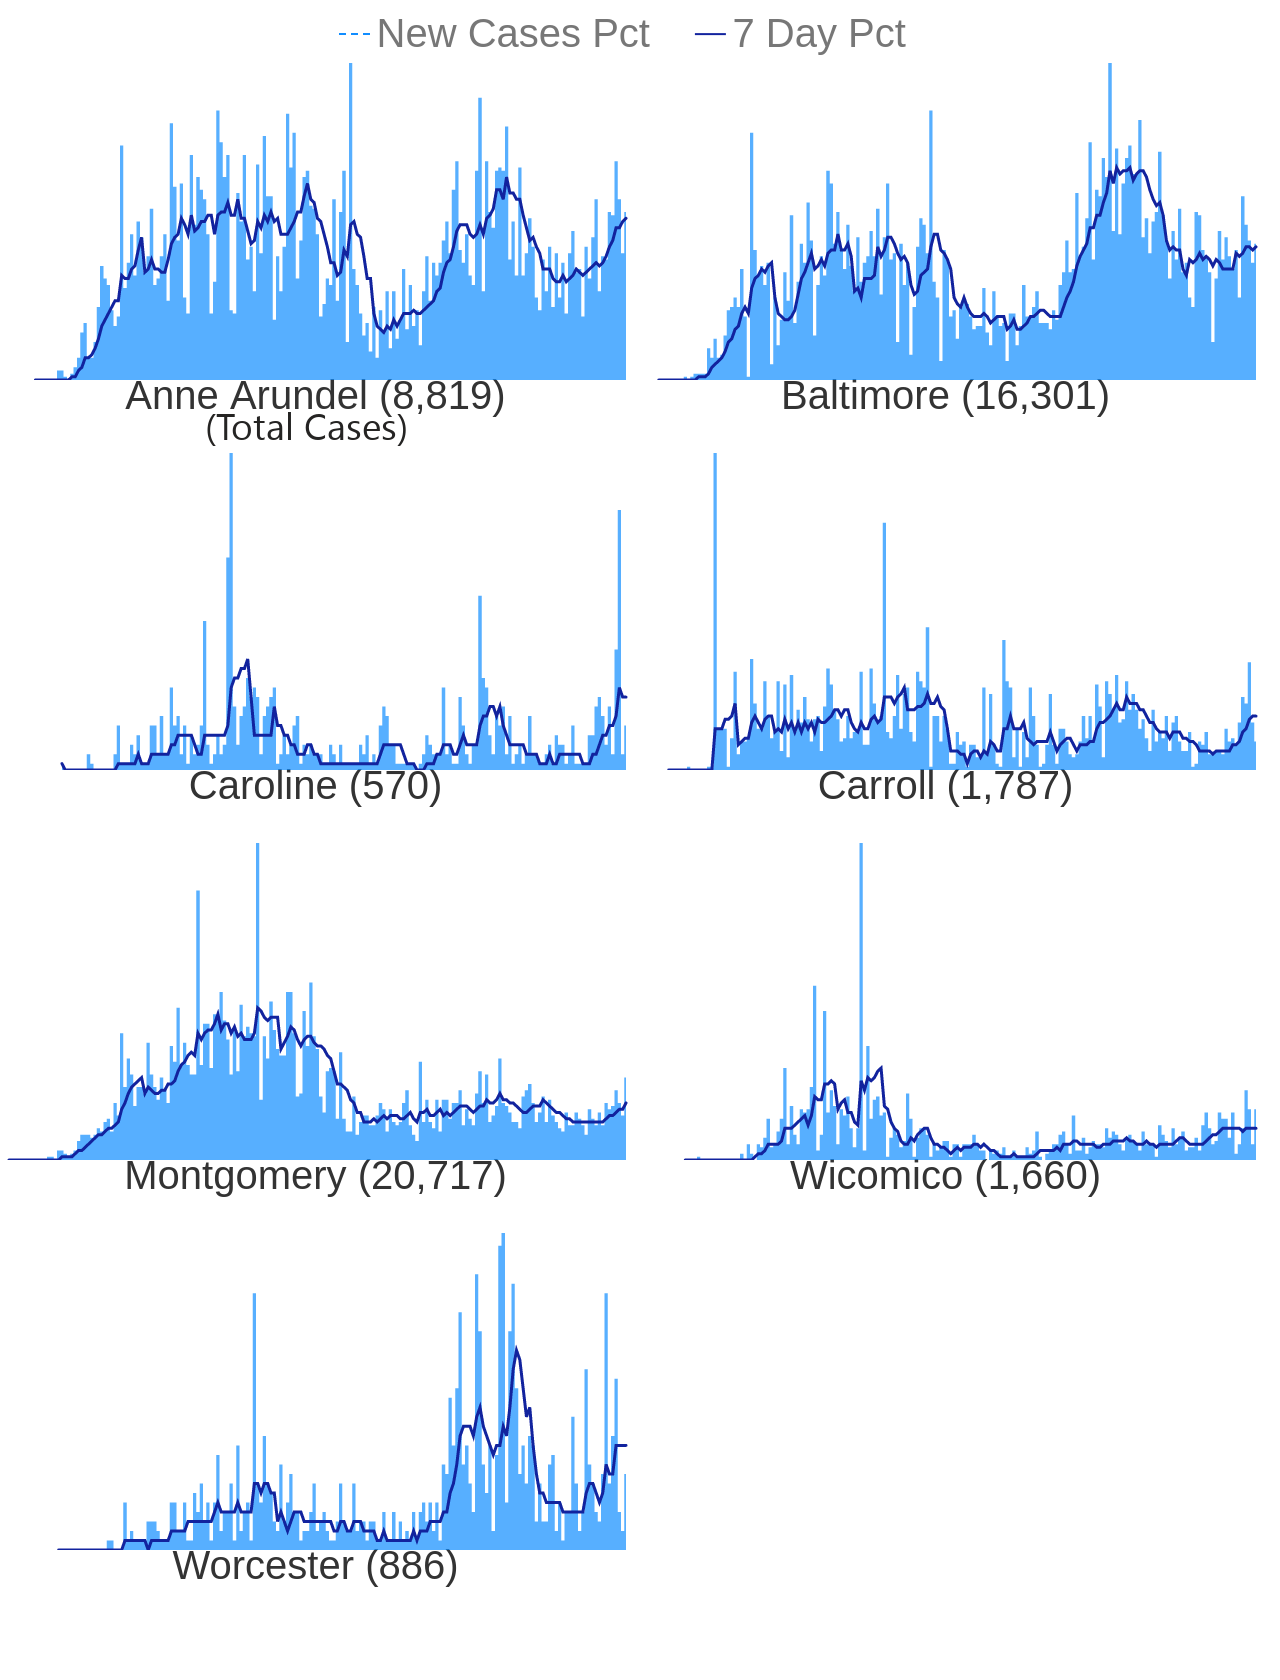 New Cases Pct 7 Day Pct
Anne Arundel (8,819) Baltimore (16,301)
(Total Cases)
Caroline (570) Carroll (1,787)
Montgomery (20,717) Wicomico (1,660)
Worcester (886)